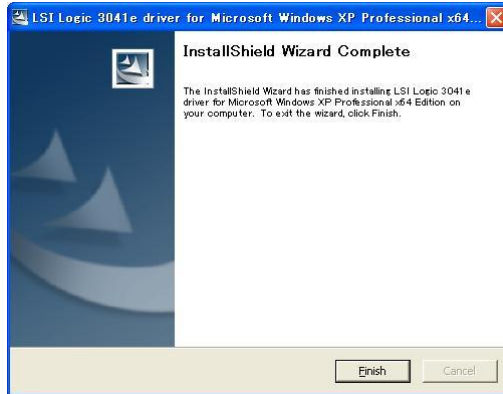 LSI Logic 3041e driver for Microsoft Windows XP Professional x64...
InstallShield Wizard Complete
The InstallShield Wizard has finished installing LSI Logic 3041e
driver for Microsoft Windows XP Professional x64 Edition on
your computer. To exit the wizard, click Finish.
Finish
Cancel